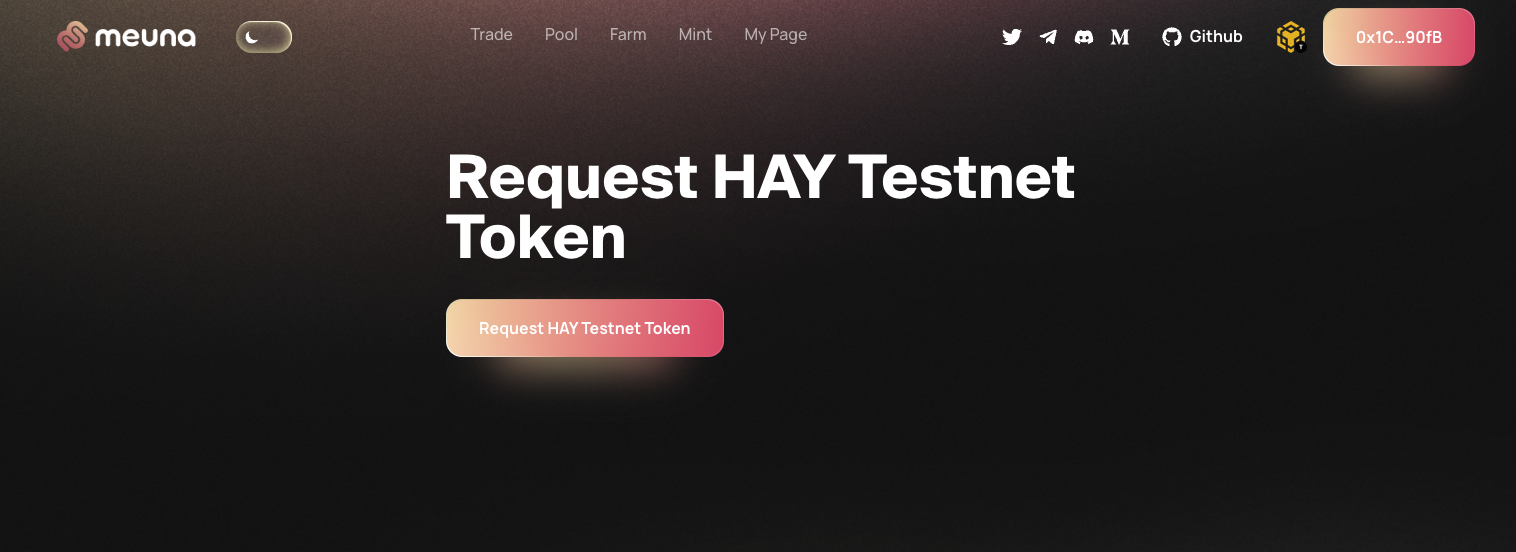 meuna
Trade Pool Farm Mint My Page
Github
T
0x1C...90fB
Request HAY Testnet
Token
Request HAY Testnet Token